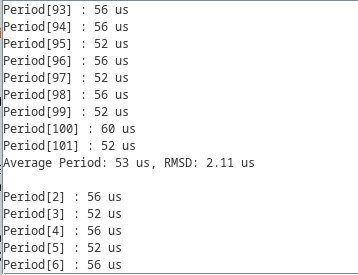 Period[93] : 56 us
Period[94] : 56 us
Period[95] : 52 us
Period[96] : 56 us
Period[97] : 52 us
Period[98] : 56 us
Period[99] : 52 us
Period[100] : 60 us
Period[101] : 52 us
Average Period: 53 us, RMSD: 2.11 us
Period[2] : 56 us
Period[3] : 52 us
Period[4] : 56 us
Period[5] : 52 us
Period[6] : 56 us